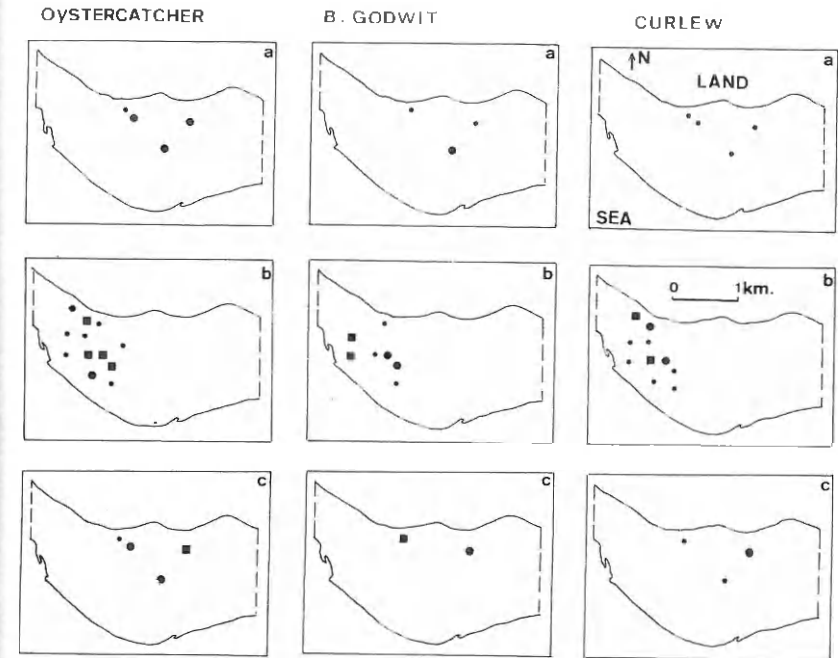 OySTERCATCHER B. GODWIT CURLEW
a a a
↑N
LAND
SEA
b b b
0 1km.
c c c